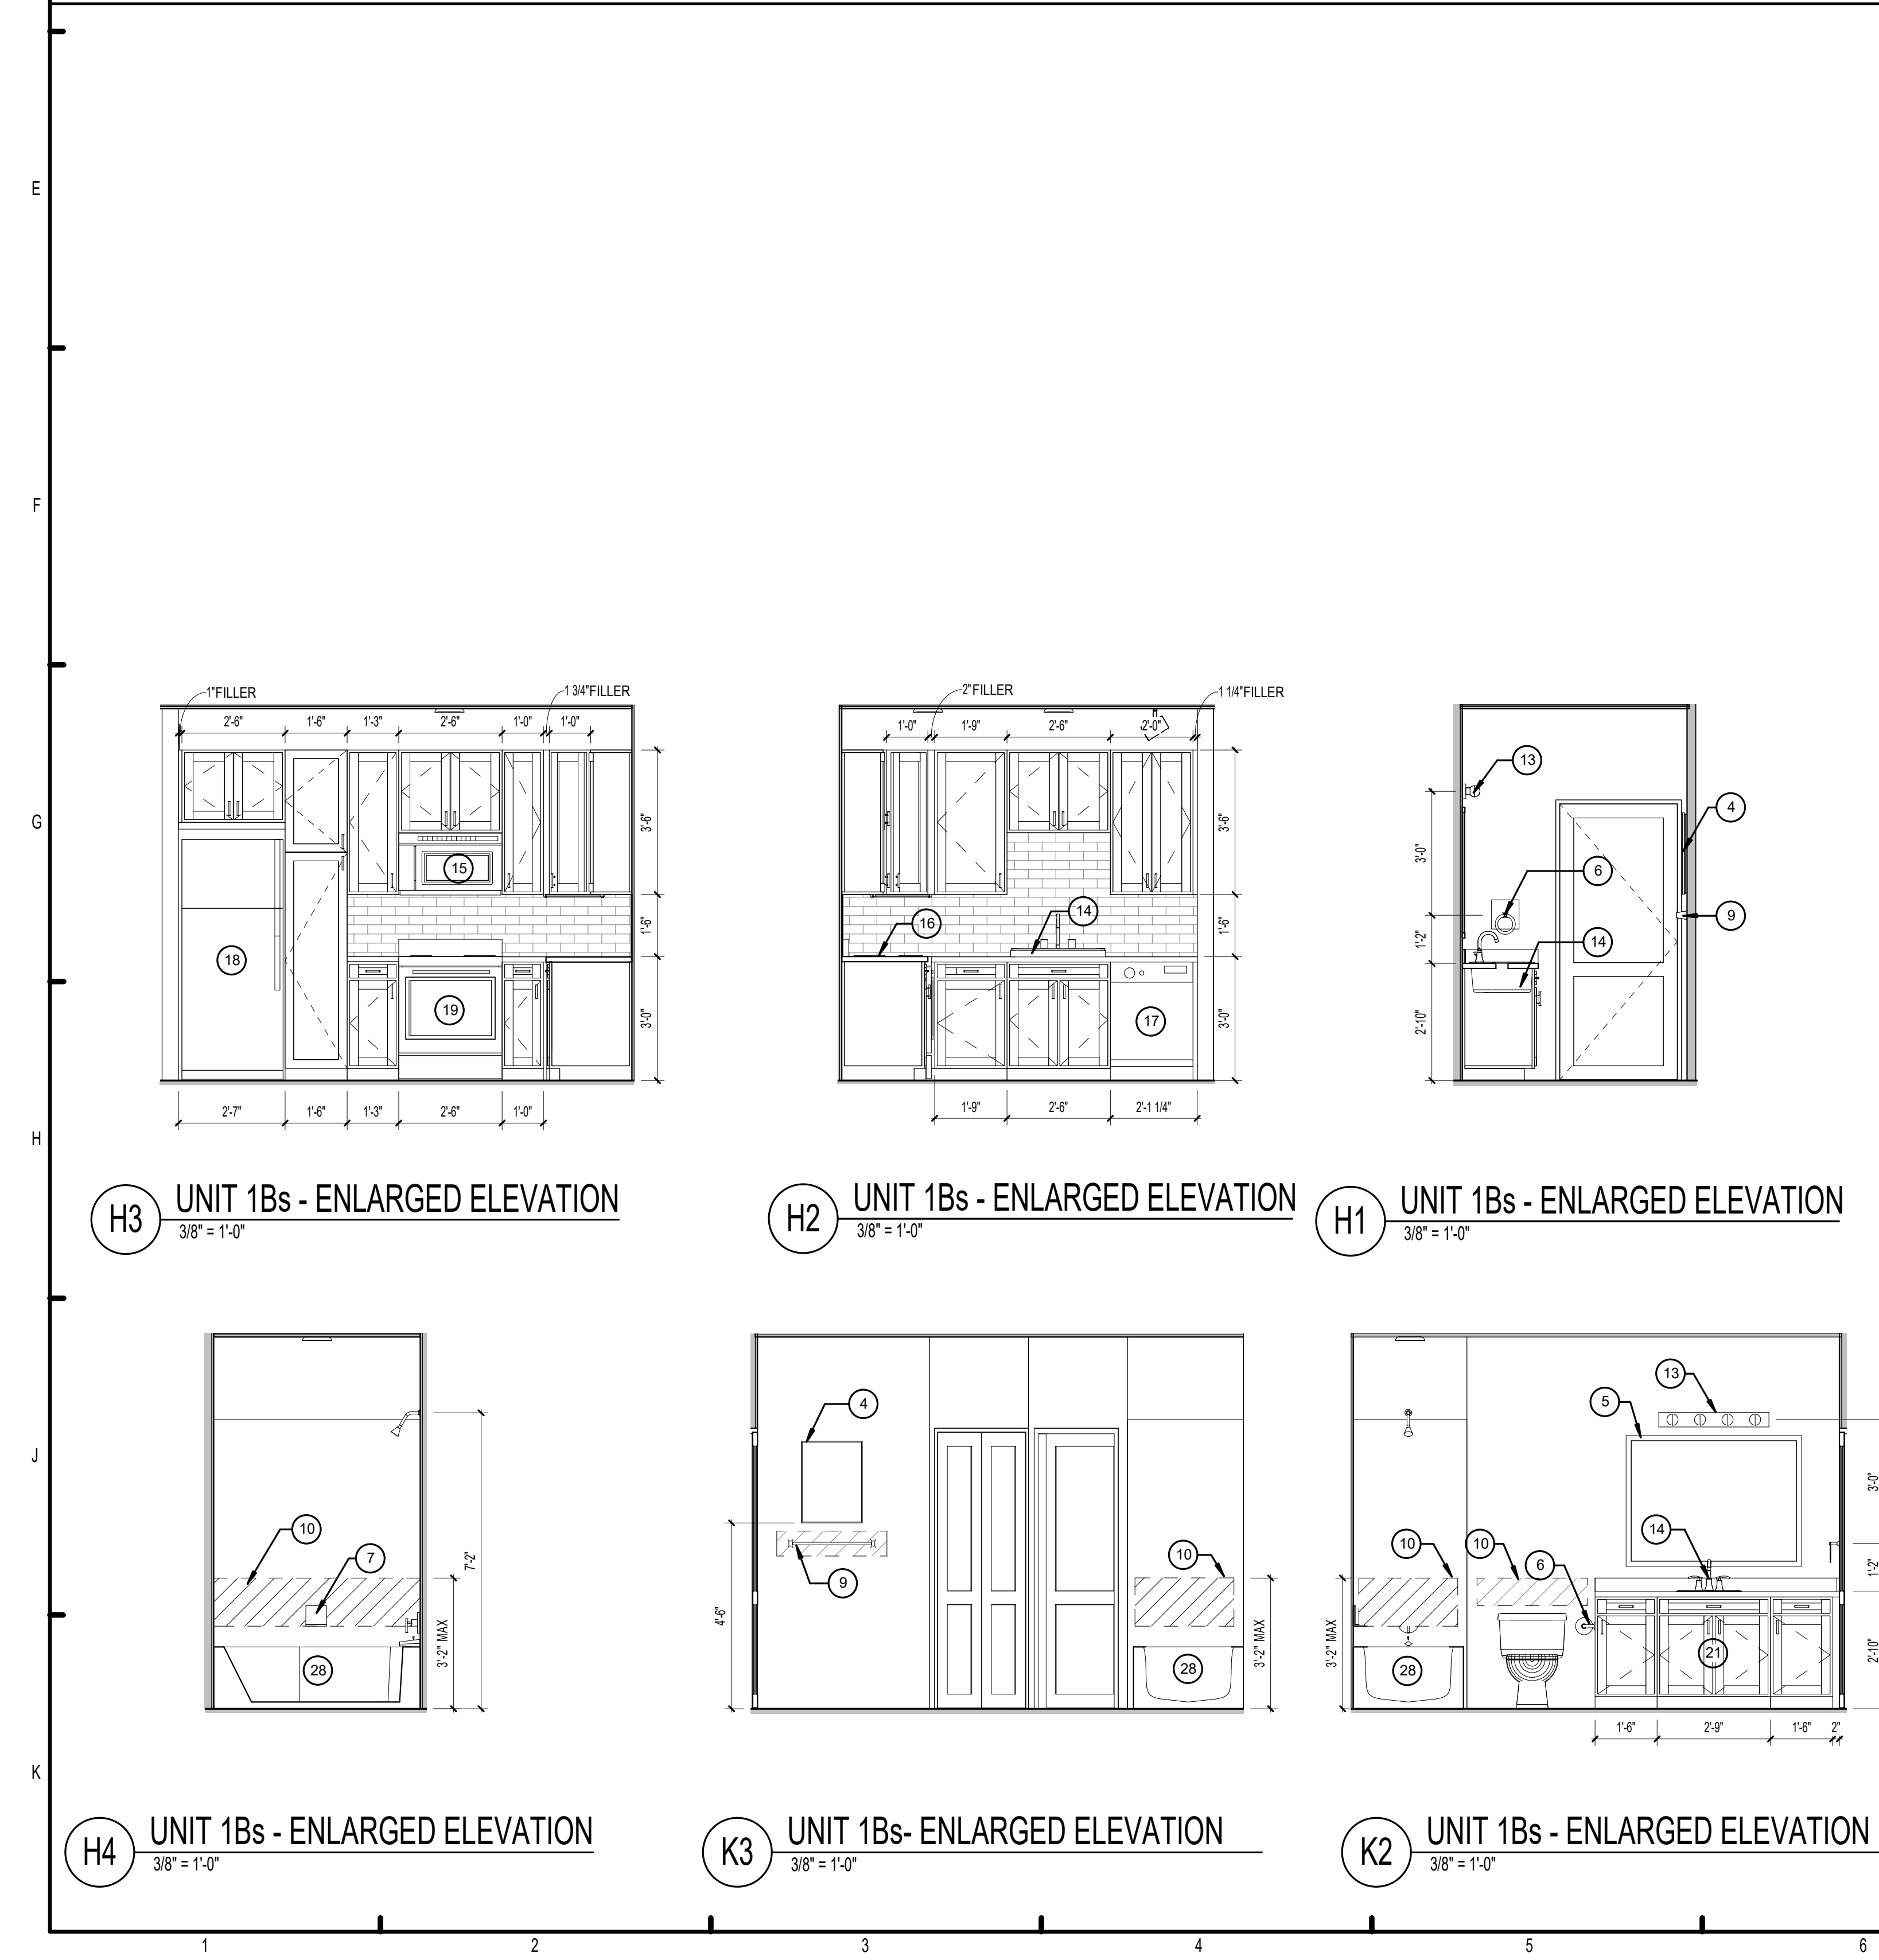 E
F
G
H
J
K
1"FILLER
1 3/4"FILLER
2'-6"
1'-6"
1'-3"
2'-6"
1'-0"
1'-0"
3'-6"
15
1'-6"
18
19
3'-0"
2'-7"
1'-6"
1'-3"
2'-6"
1'-0"
H3
UNIT 1Bs - ENLARGED ELEVATION
3/8" = 1'-0"
2"FILLER
1 1/4"FILLER
1'-0"
1'-9"
2'-6"
2'-0"
3'-6"
16
14
1'-6"
17
3'-0"
1'-9"
2'-6"
2'-1 1/4"
H2
UNIT 1Bs - ENLARGED ELEVATION
3/8" = 1'-0"
13
4
3'-0"
6
9
1'-2"
14
2'-10"
H1
UNIT 1Bs - ENLARGED ELEVATION
3/8" = 1'-0"
10
7
7'-2"
3'-2" MAX
28
H4
UNIT 1Bs - ENLARGED ELEVATION
3/8" = 1'-0"
4
10
9
4'-6"
3'-2" MAX
28
K3
UNIT 1Bs- ENLARGED ELEVATION
3/8" = 1'-0"
13
5
3'-0"
14
10
10
6
1'-2"
3'-2" MAX
28
21
2'-10"
1'-6"
2'-9"
1'-6"
2"
K2
UNIT 1Bs - ENLARGED ELEVATION
3/8" = 1'-0"
1
2
3
4
5
6